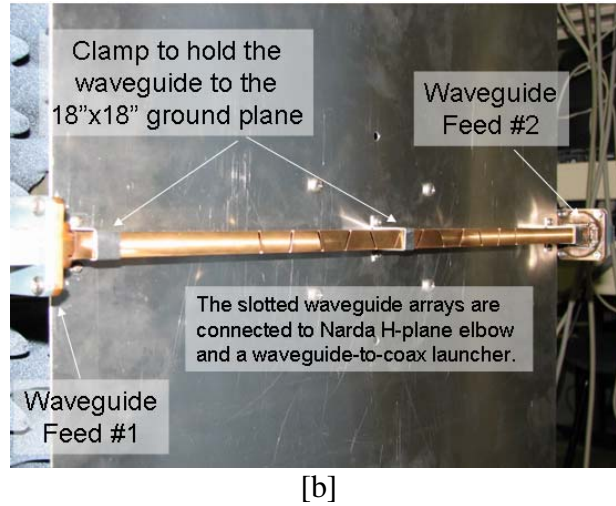 Clamp to hold the
waveguide to the
18”x18” ground plane
Waveguide
Feed #2
The slotted waveguide arrays are
connected to Narda H-plane elbow
and a waveguide-to-coax launcher.
Waveguide
Feed #1
[b]